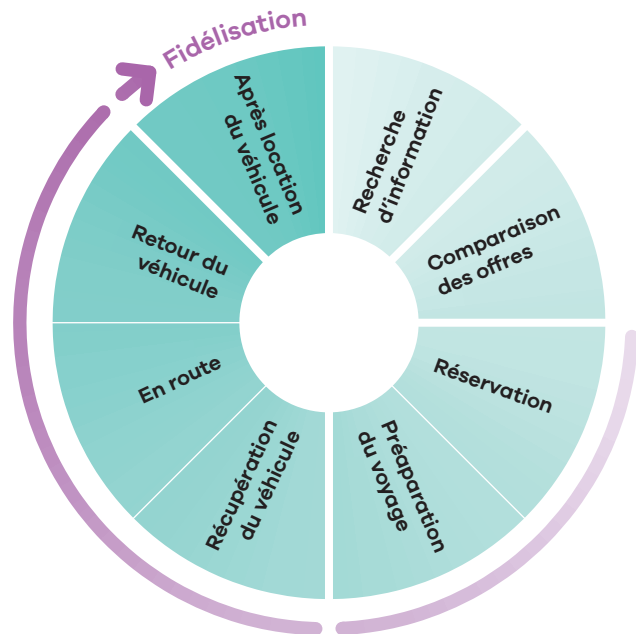 Fidélisation
Recherche
d'information
Comparaison
des offres
Réservation
Préaparation
du voyage
Récupération
du véhicule
En route
Retour du
véhicule
Après location
du véhicule